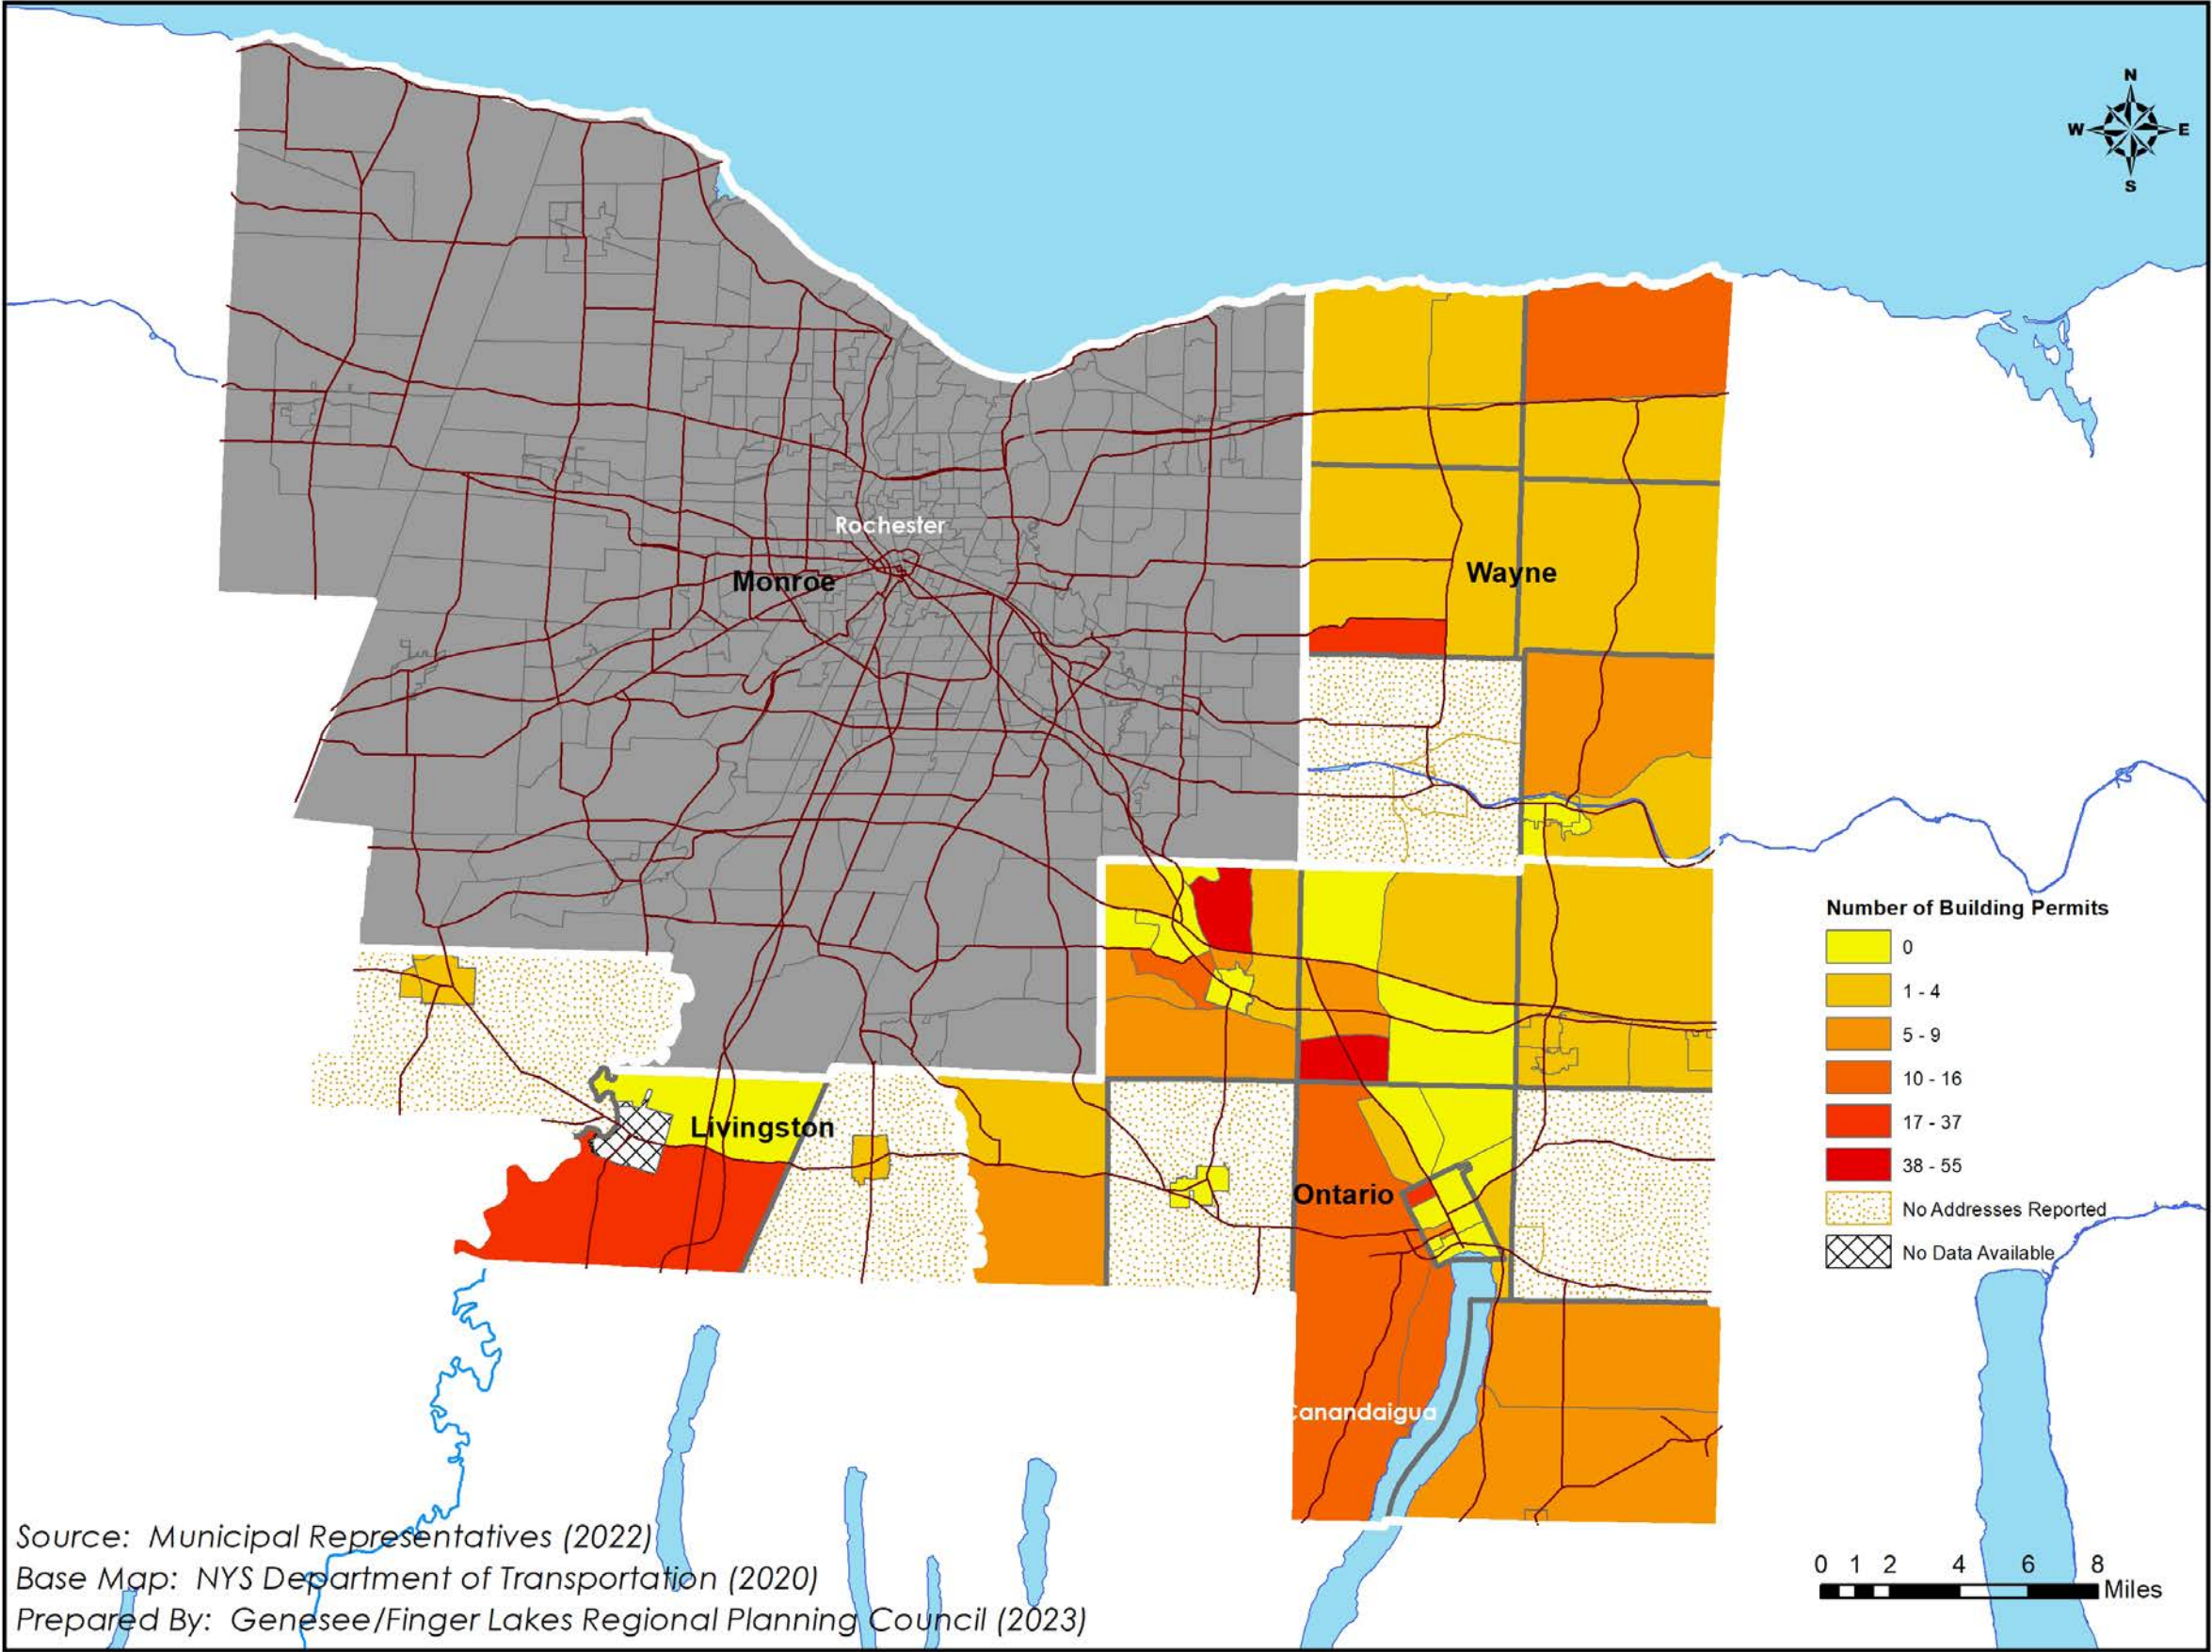 N
W E
S
Rochester
Monroe
Wayne
Livingston
Ontario
Canandaigua
Number of Building Permits
0
1 - 4
5 - 9
10 - 16
17 - 37
38 - 55
No Addresses Reported
No Data Available
Source: Municipal Representatives (2022)
Base Map: NYS Department of Transportation (2020)
Prepared By: Genesee/Finger Lakes Regional Planning Council (2023)
0 1 2 4 6 8
Miles